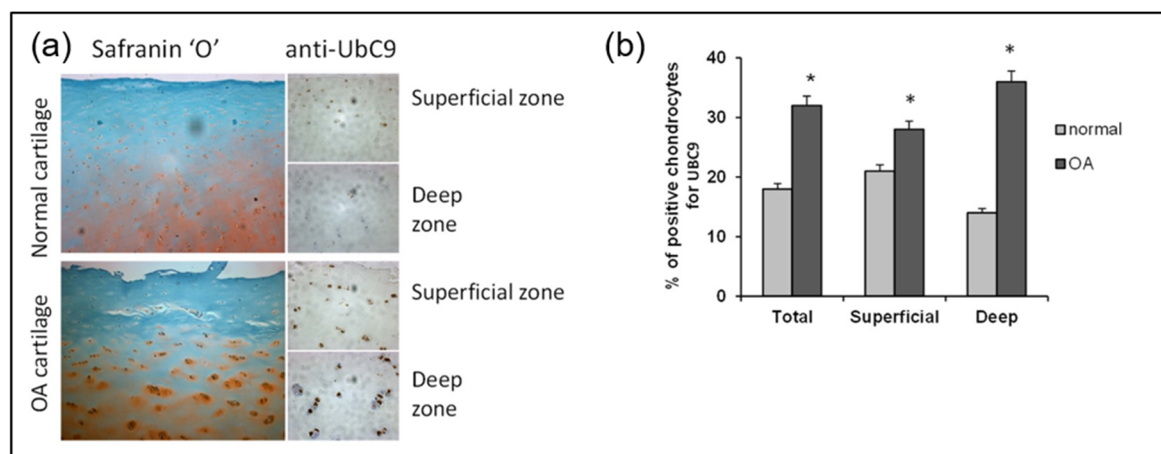 (a)
Safranin ‘O’
anti-UbC9
Normal cartilage
Superficial zone
Deep
zone
OA cartilage
Superficial zone
Deep
zone
(b)
% of positive chondrocytes
for UBC9
40
30
20
10
0
*
*
*
Total
Superficial
Deep
normal
OA